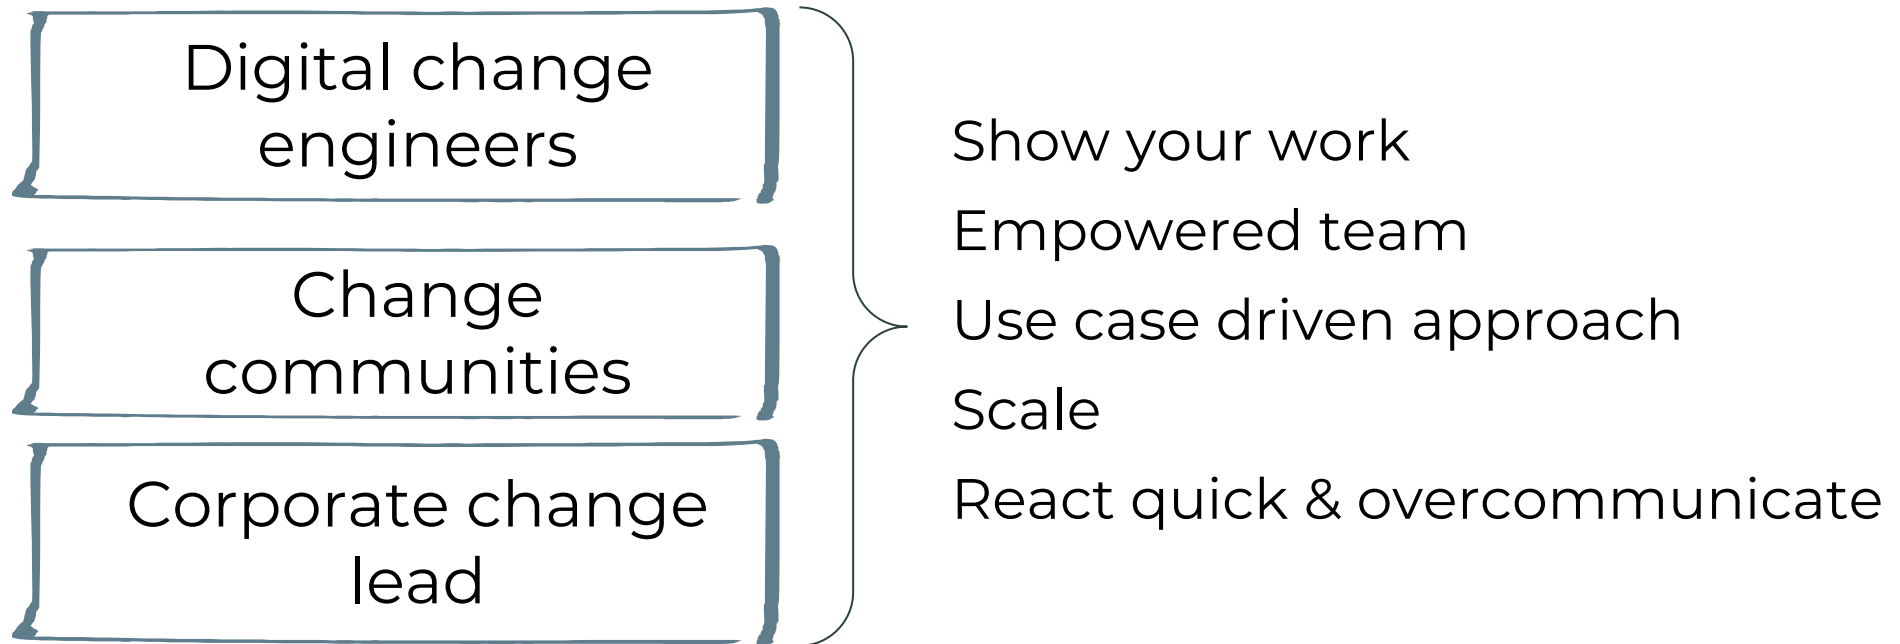 Digital change
engineers
Change
communities
Corporate change
lead
Show your work
Empowered team
Use case driven approach
Scale
React quick & overcommunicate